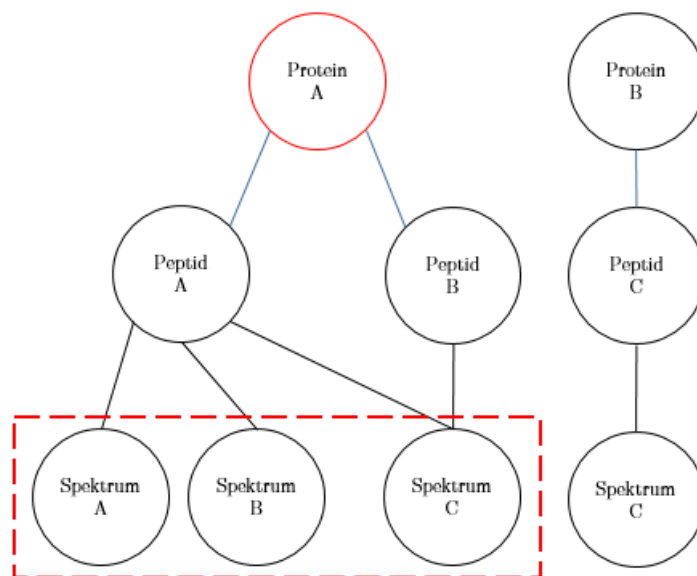 Protein
A
Protein
B
Peptid
A
Peptid
B
Peptid
C
Spektrum
A
Spektrum
B
Spektrum
C
Spektrum
C